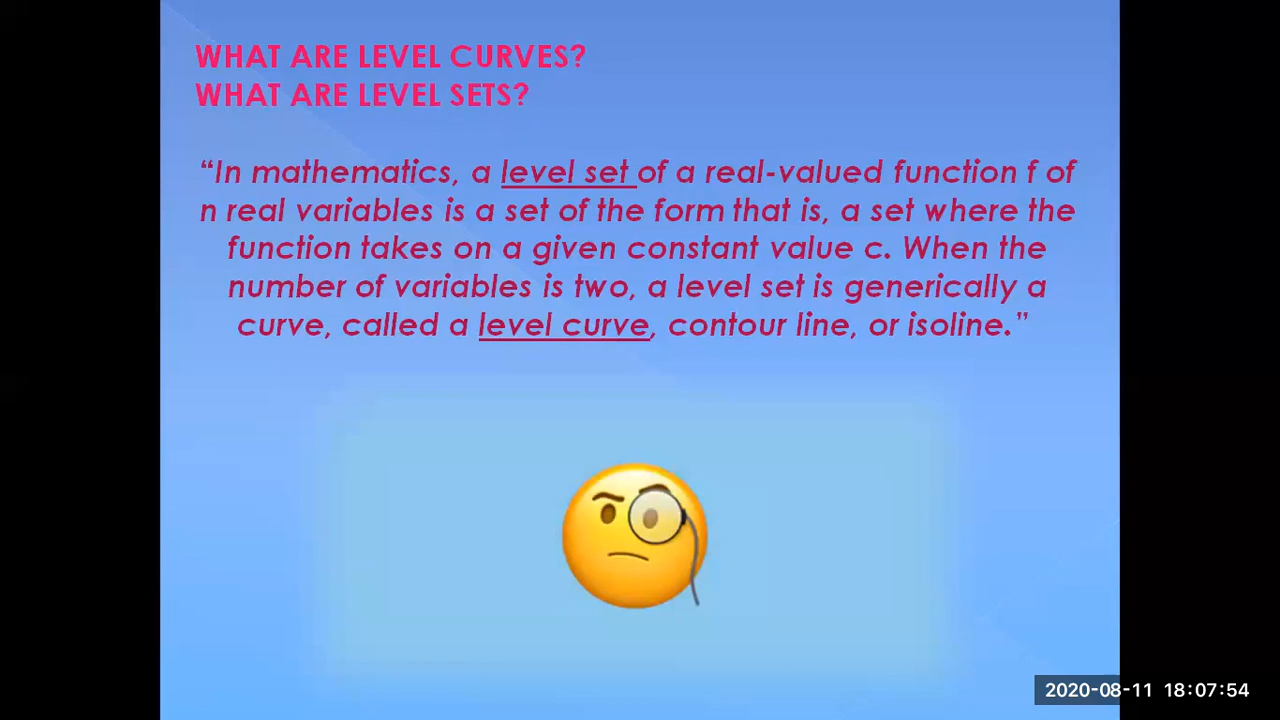 WHAT ARE LEVEL CURVES?
WHAT ARE LEVEL SETS?
“In mathematics, a level set of a real-valued function f of
n real variables is a set of the form that is, a set where the
function takes on a given constant value c. When the
number of variables is two, a level set is generically a
curve, called a level curve, contour line, or isoline.”
2020-08-11 18:07:54